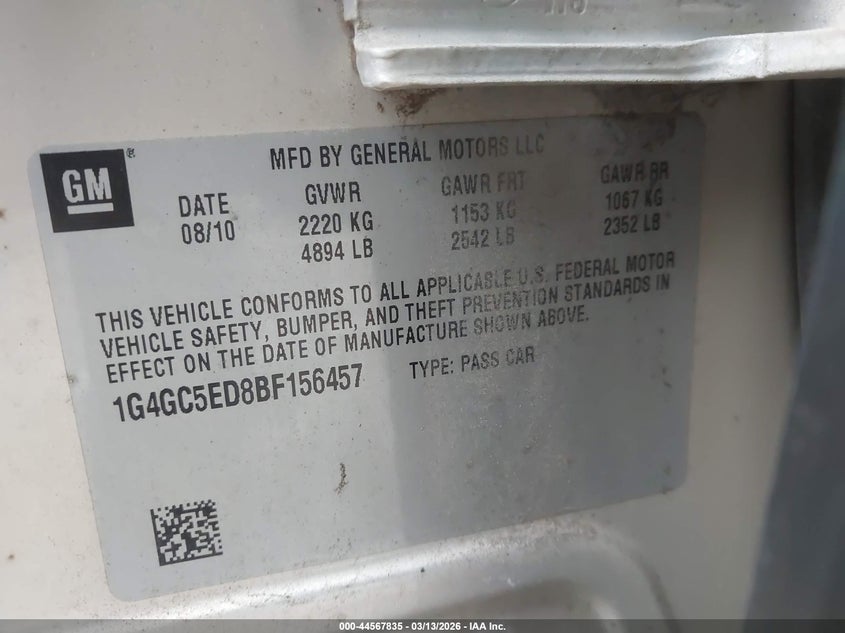 GM
MFD BY GENERAL MOTORS LLC
DATE GVWR GAWR FRT GAWR RR
08/10 2220 KG 1153 KG 1067 KG
4894 LB 2542 LB 2352 LB
THIS VEHICLE CONFORMS TO ALL APPLICABLE U.S. FEDERAL MOTOR
VEHICLE SAFETY, BUMPER, AND THEFT PREVENTION STANDARDS IN
EFFECT ON THE DATE OF MANUFACTURE SHOWN ABOVE.
1G4GC5ED8BF156457 TYPE: PASS CAR
000-44567835 - 03/13/2026 - IAA Inc.